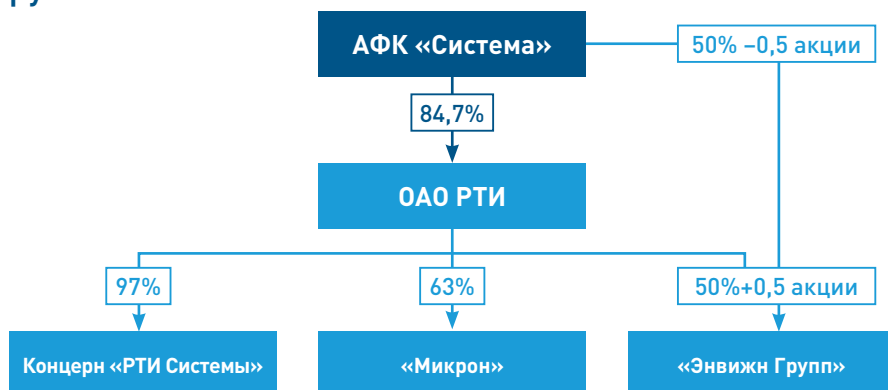 АФК «Система»
50% –0,5 акции
84,7%
ОАО РТИ
97%
63%
50%+0,5 акции
Концерн «РТИ Системы»
«Микрон»
«Энвижн Групп»